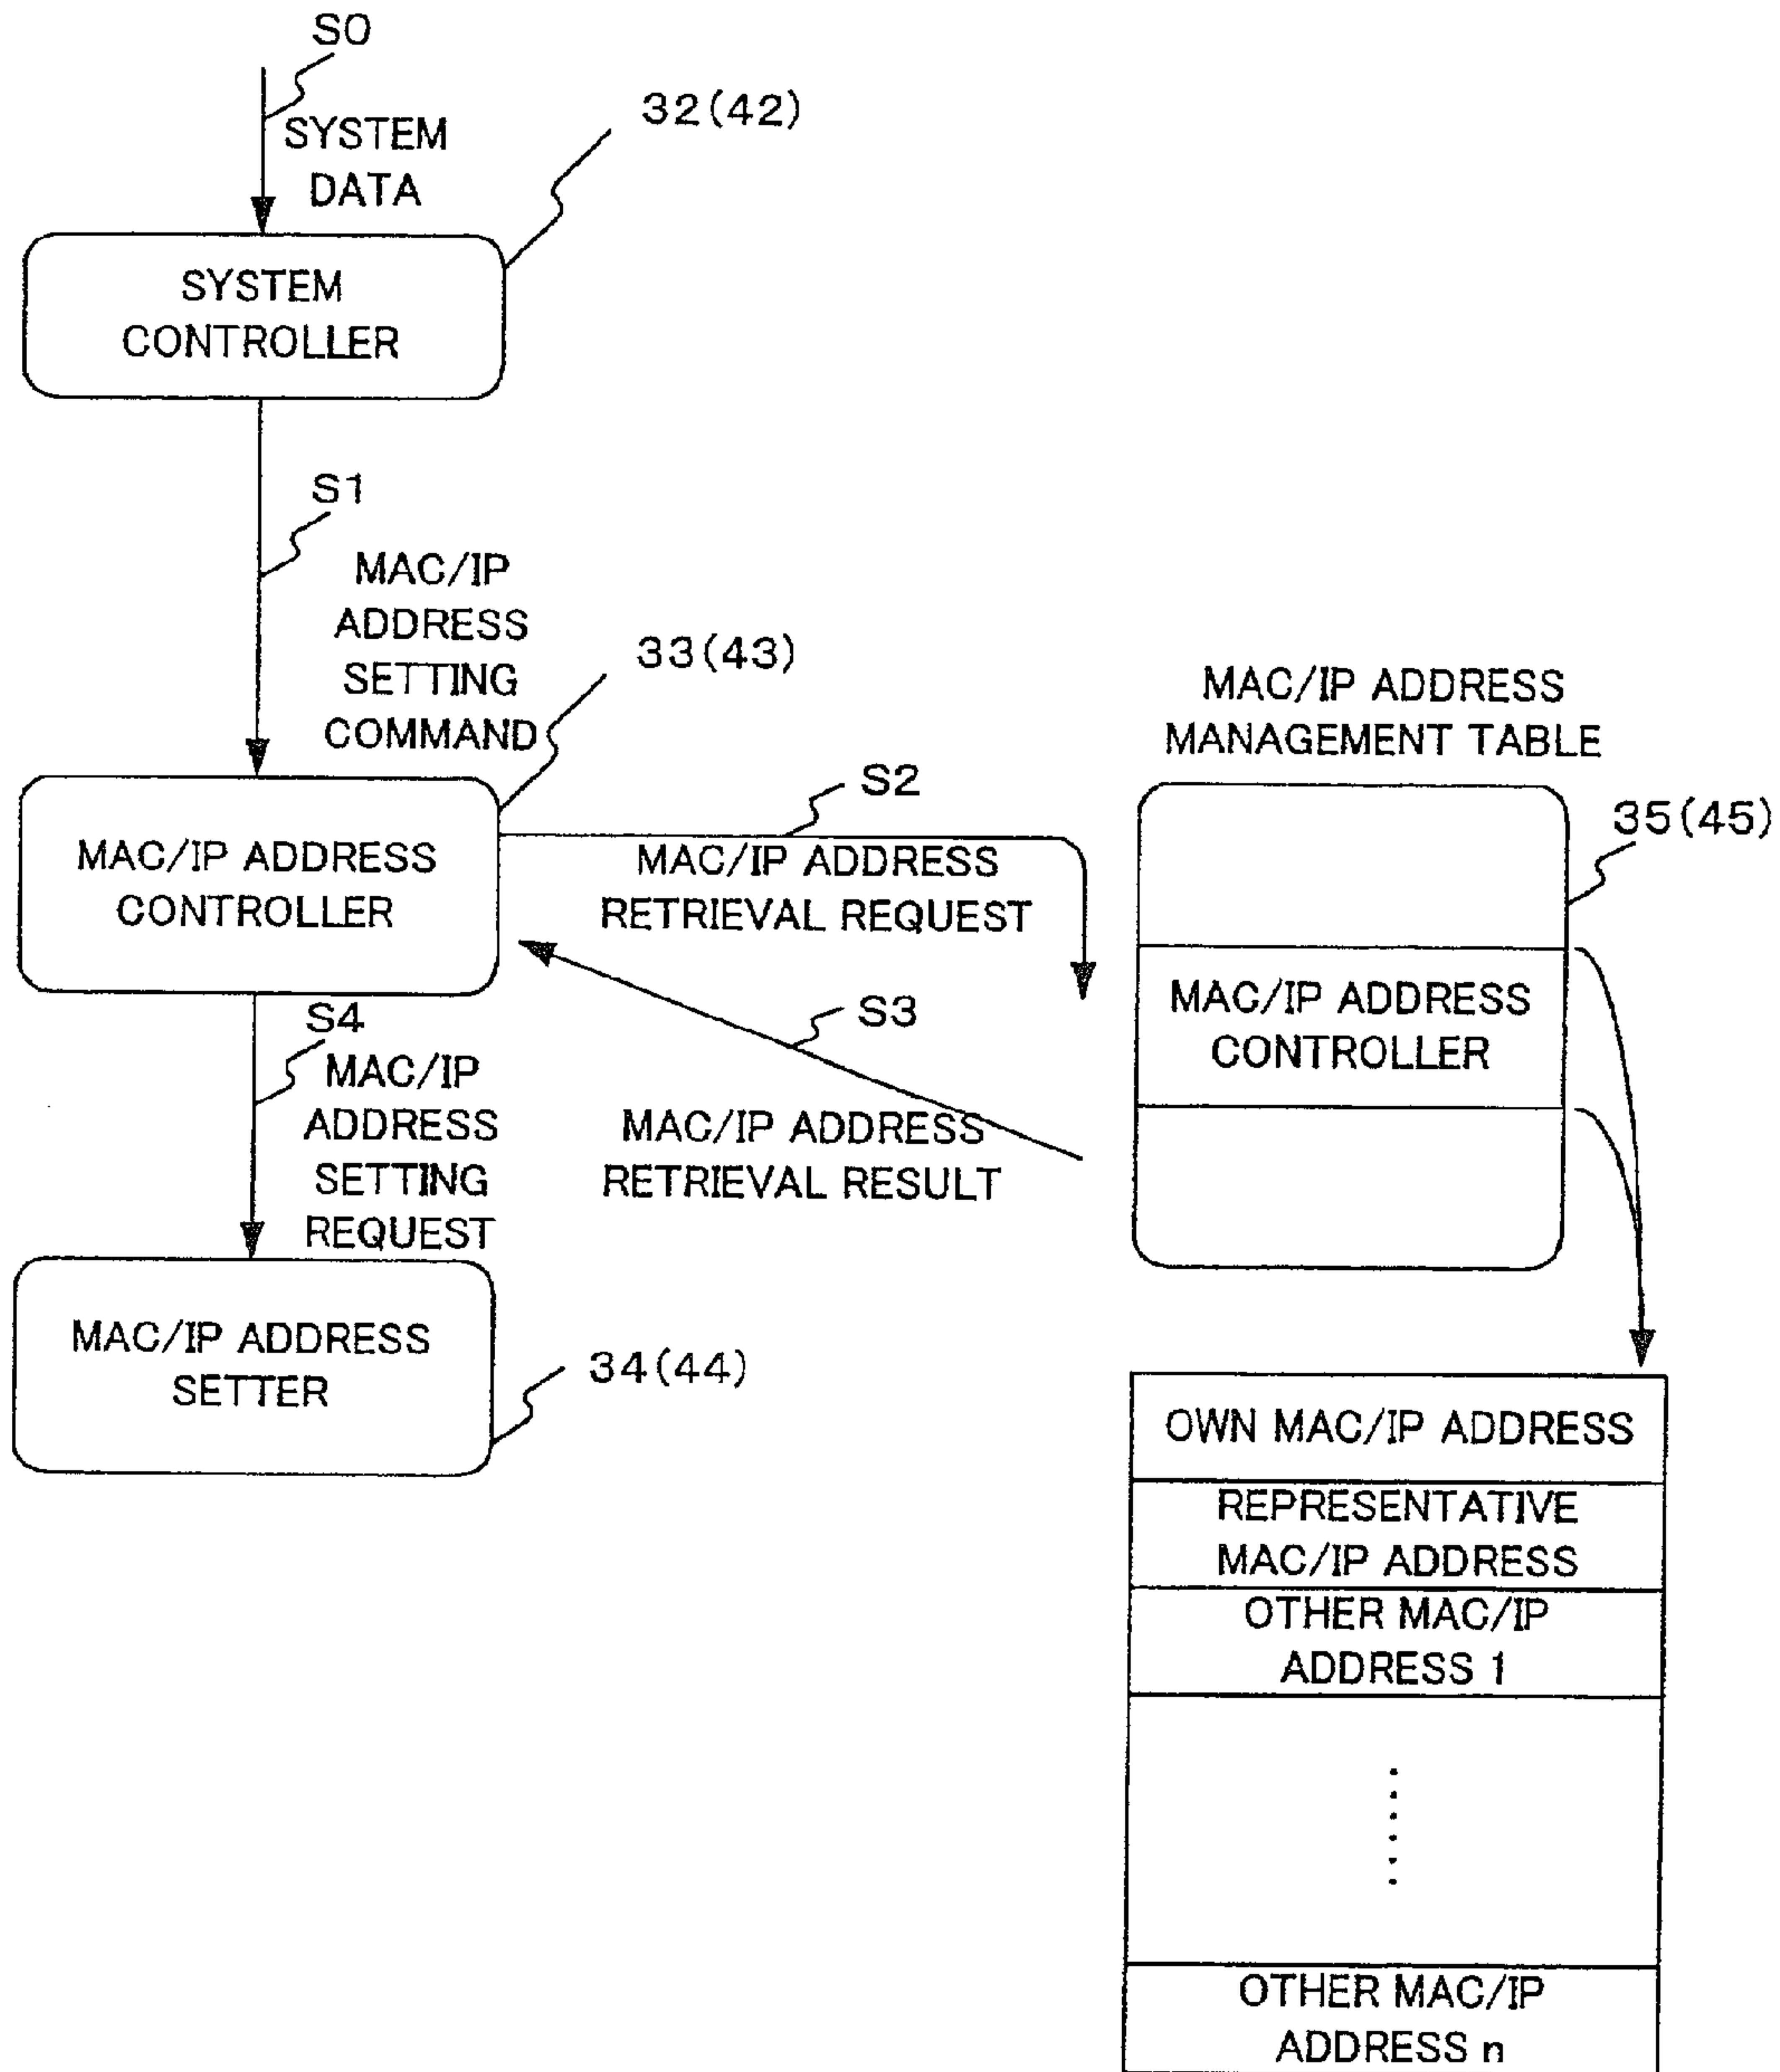 S0
SYSTEM
DATA
32(42)
SYSTEM
CONTROLLER
S1
MAC/IP
ADDRESS
SETTING
COMMAND
33(43)
MAC/IP ADDRESS
CONTROLLER
S2
MAC/IP ADDRESS
RETRIEVAL REQUEST
MAC/IP ADDRESS
MANAGEMENT TABLE
35(45)
MAC/IP ADDRESS
CONTROLLER
S3
MAC/IP ADDRESS
RETRIEVAL RESULT
S4
MAC/IP
ADDRESS
SETTING
REQUEST
MAC/IP ADDRESS
SETTER
34(44)
OWN MAC/IP ADDRESS
REPRESENTATIVE
MAC/IP ADDRESS
OTHER MAC/IP
ADDRESS 1
OTHER MAC/IP
ADDRESS n